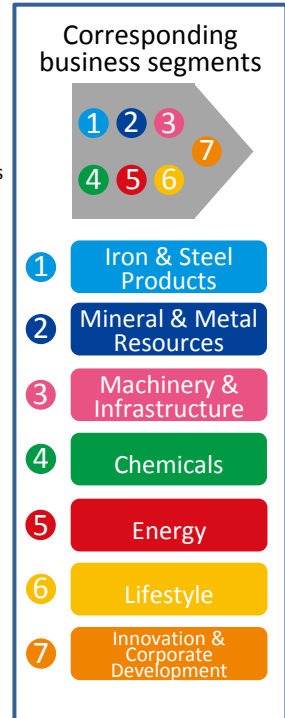 Corresponding
business segments
1 2 3
7
4 5 6
s
1 Iron & Steel
Products
2 Mineral & Metal
Resources
3 Machinery &
Infrastructure
4 Chemicals
5 Energy
6 Lifestyle
7 Innovation &
Corporate
Development